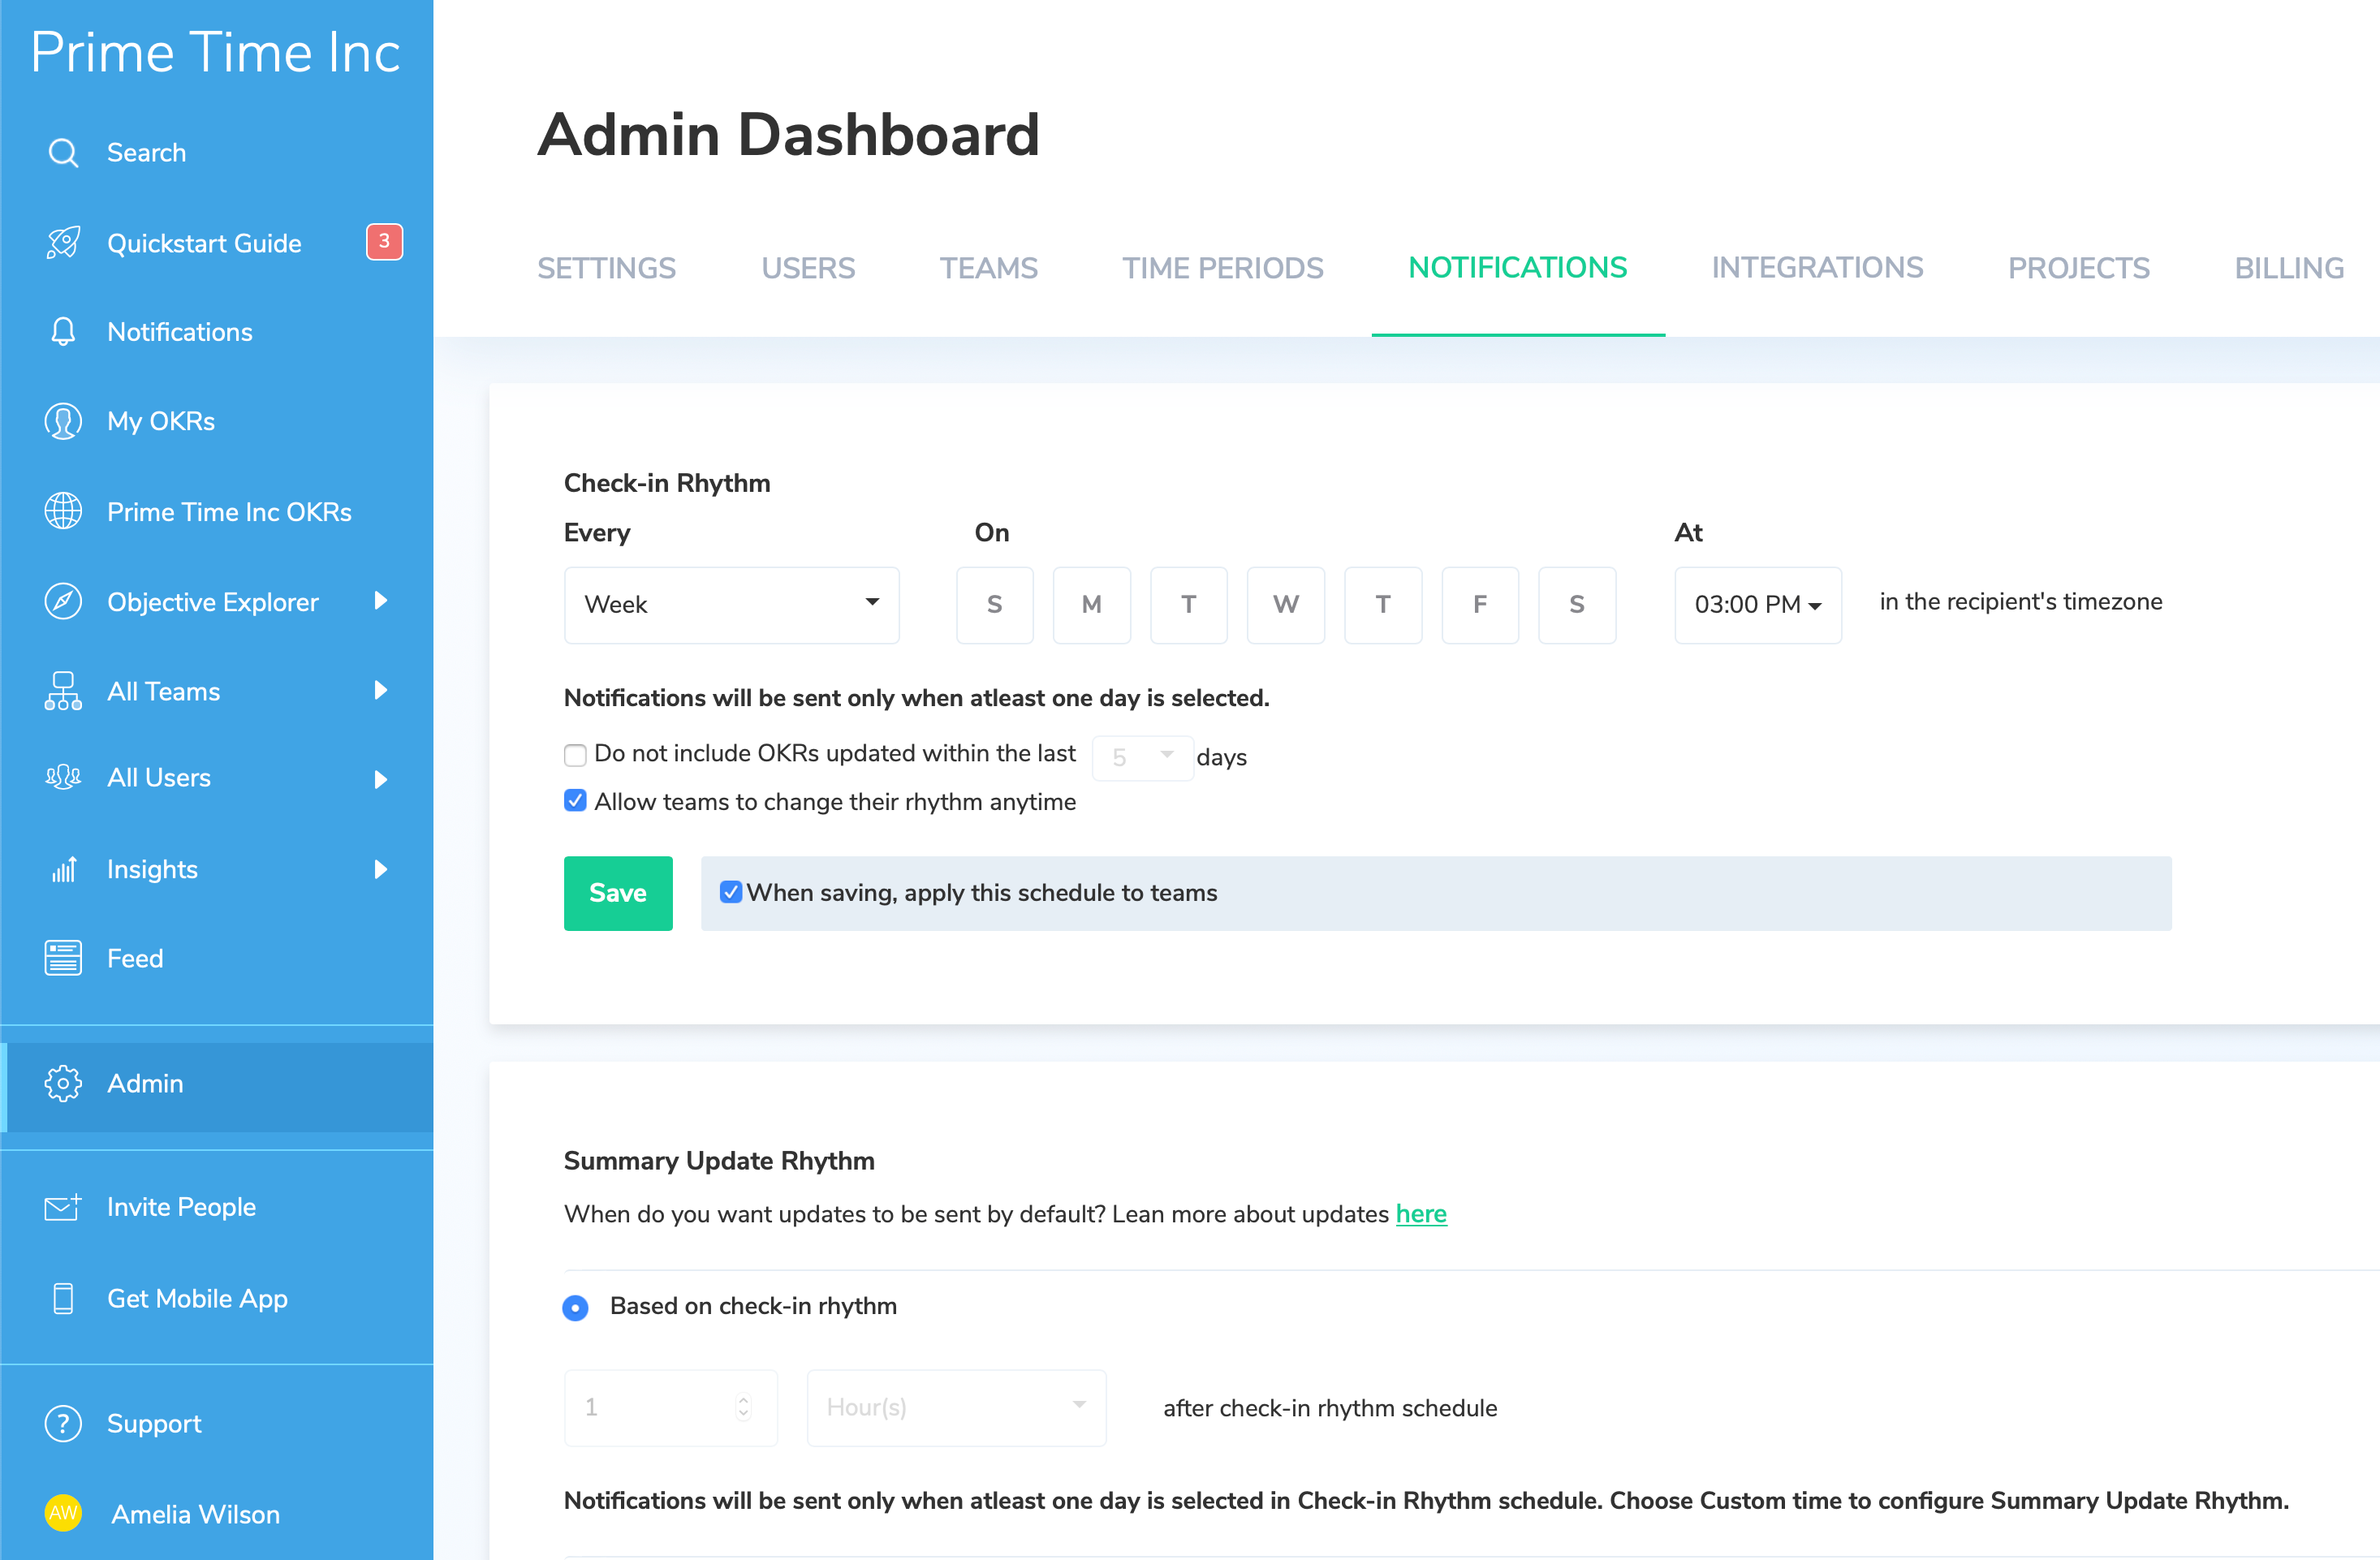 Prime Time Inc
Search
Quickstart Guide 3
Notifications
My OKRs
Prime Time Inc OKRs
Objective Explorer
All Teams
All Users
Insights
Feed
Admin
Invite People
Get Mobile App
? Support
AW Amelia Wilson
Admin Dashboard
SETTINGS USERS TEAMS TIME PERIODS NOTIFICATIONS INTEGRATIONS PROJECTS BILLING
Check-in Rhythm
Every On At
Week S M T W T F S 03:00 PM in the recipient's timezone
Notifications will be sent only when atleast one day is selected.
Do not include OKRs updated within the last 5 days
Allow teams to change their rhythm anytime
Save When saving, apply this schedule to teams
Summary Update Rhythm
When do you want updates to be sent by default? Lean more about updates here
Based on check-in rhythm
1 Hour(s) after check-in rhythm schedule
Notifications will be sent only when atleast one day is selected in Check-in Rhythm schedule. Choose Custom time to configure Summary Update Rhythm.